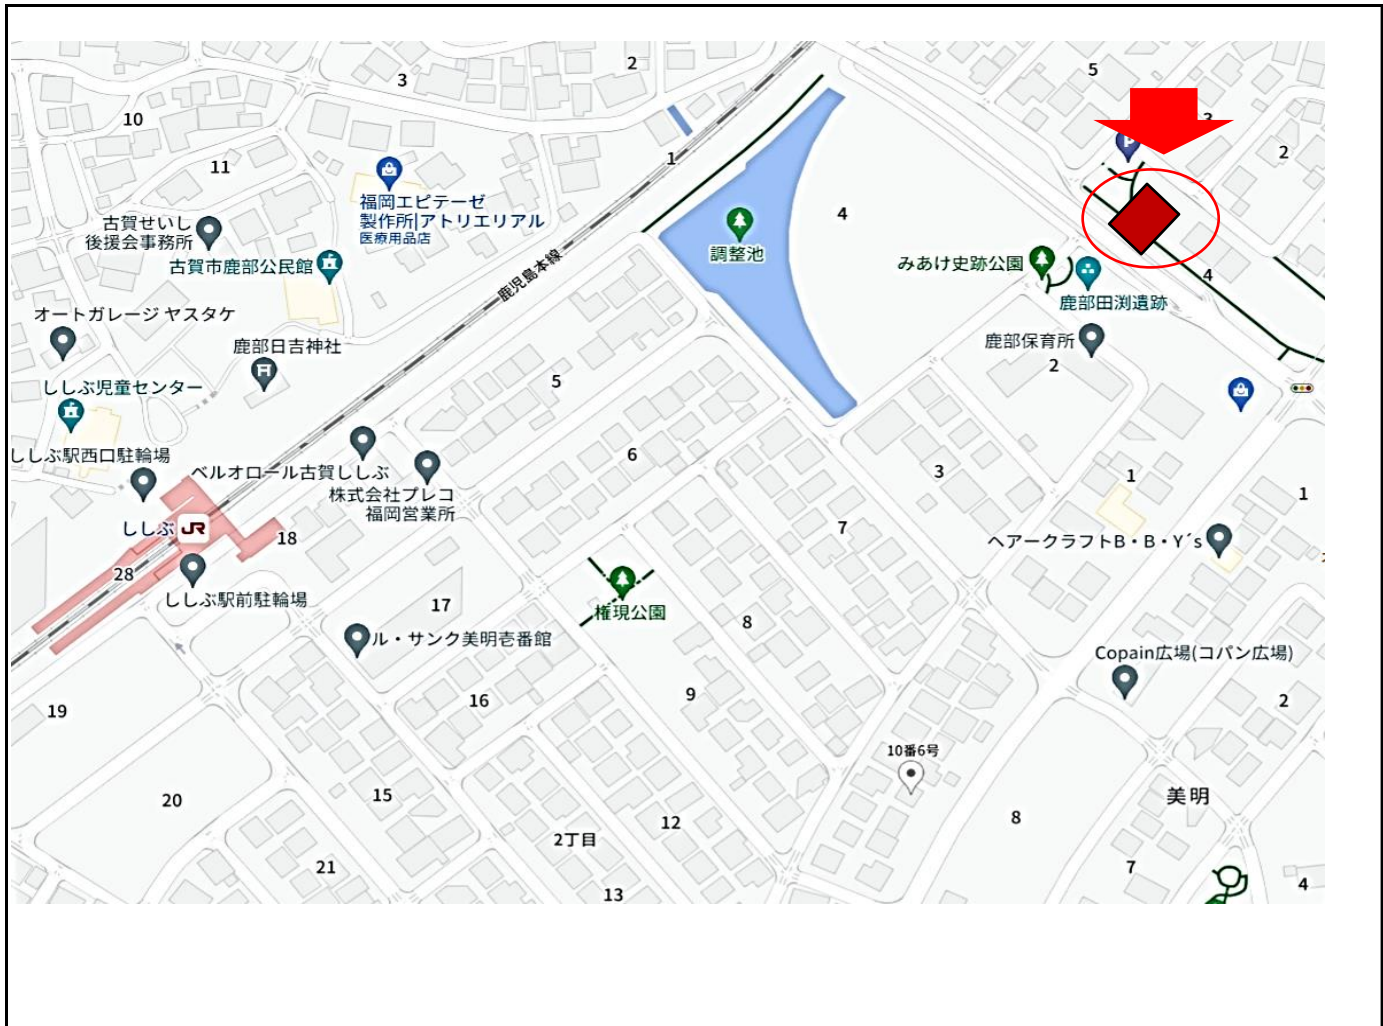 2
3
5
10
3
2
11
1
福岡エピテーゼ
製作所|アトリエリアル
医療用品店
4
古賀せいし
後援会事務所
調整池
みあけ史跡公園
古賀市鹿部公民館
鹿児島本線
4
鹿部田渕遺跡
オートガレージ ヤスタケ
鹿部日吉神社
鹿部保育所
2
5
ししぶ児童センター
6
ししぶ駅西口駐輪場
ベルオロール古賀ししぶ
3
1
1
株式会社プレコ
福岡営業所
ししぶ
JR
18
7
ヘアークラフトB・B・Y´s
28
ししぶ駅前駐輪場
17
権現公園
8
ル・サンク美明壱番館
Copain広場(コパン広場)
9
16
2
19
10番6号
15
20
美明
12
8
2丁目
21
7
13
4
P